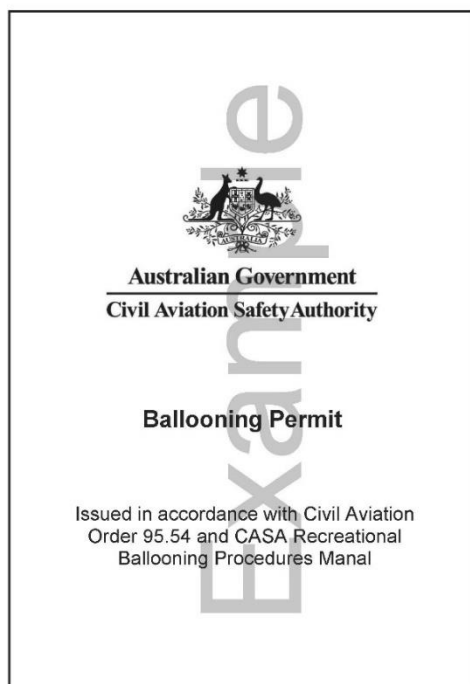 Example
AUSTRALIA
Australian Government
Civil Aviation Safety Authority
Ballooning Permit
Issued in accordance with Civil Aviation
Order 95.54 and CASA Recreational
Ballooning Procedures Manal